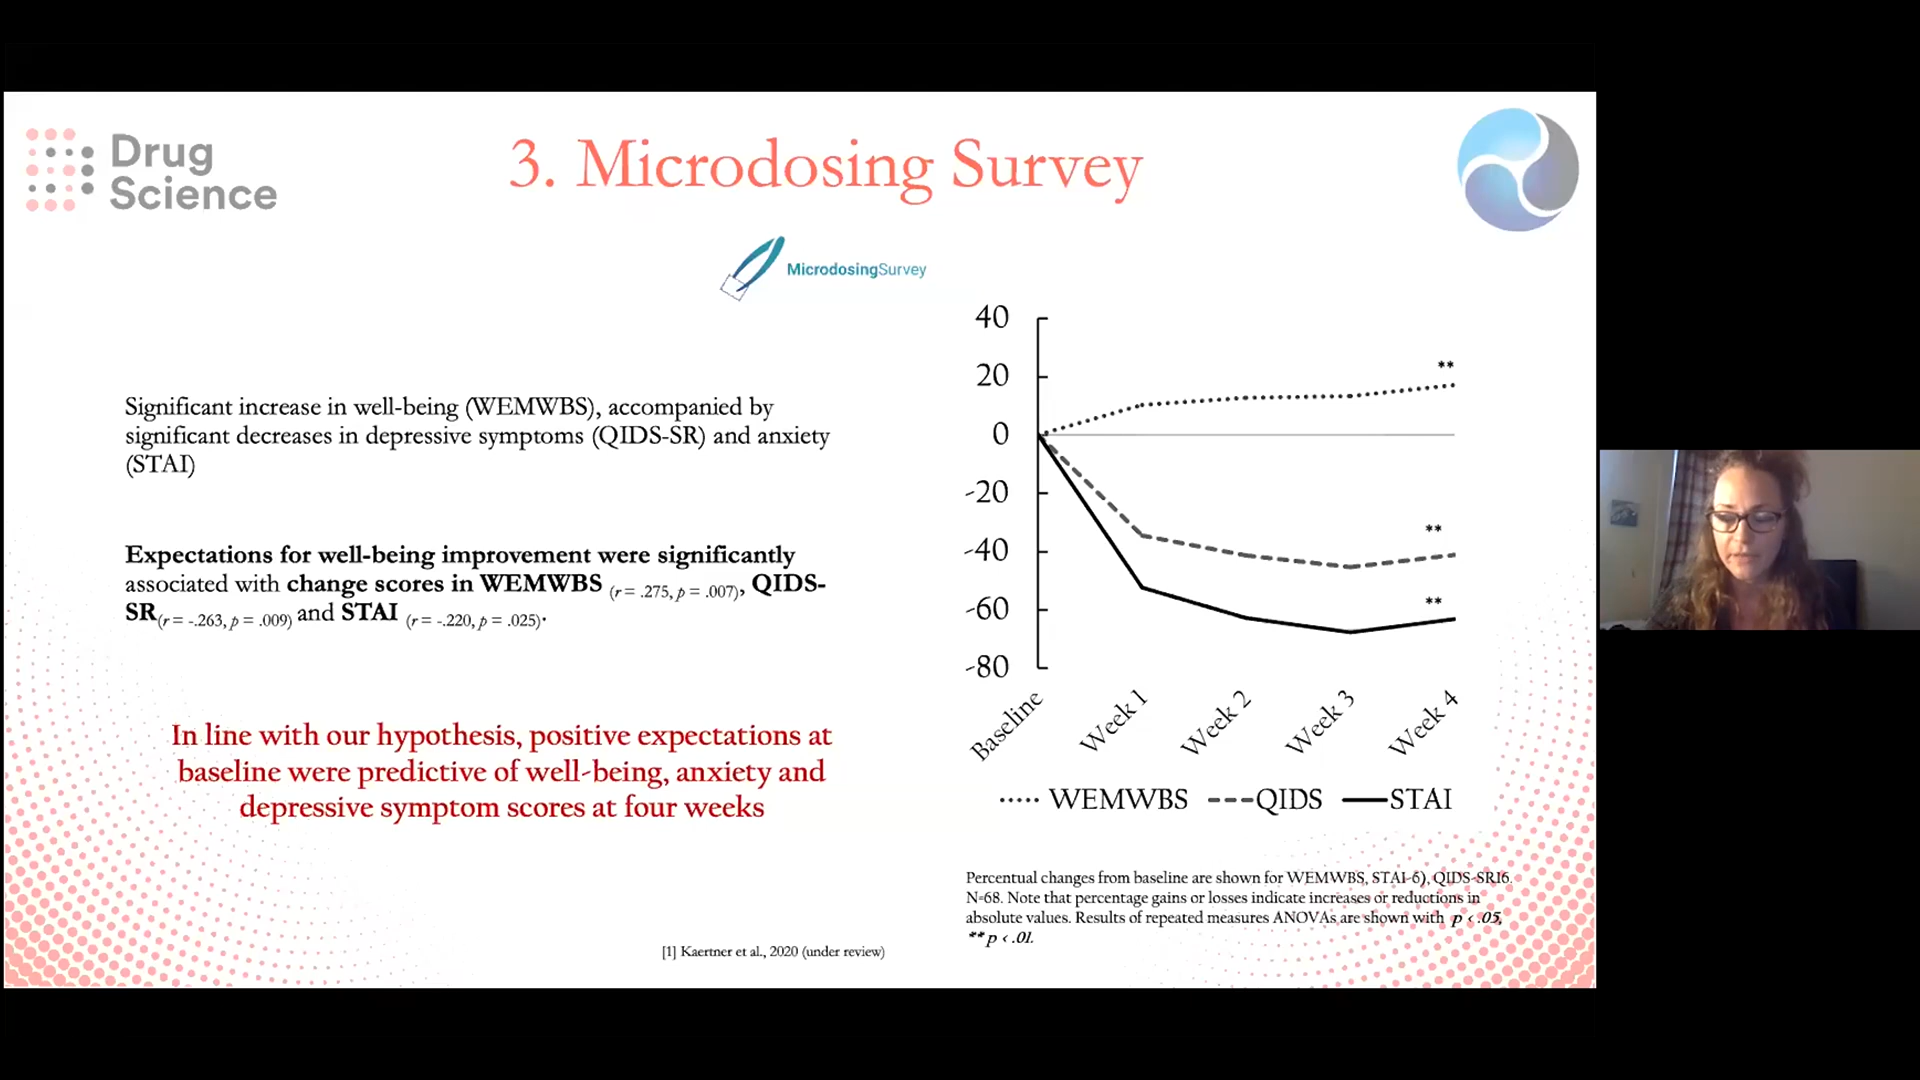 Drug
Science
3. Microdosing Survey
MicrodosingSurvey
Significant increase in well-being (WEMWBS), accompanied by
significant decreases in depressive symptoms (QIDS-SR) and anxiety
(STAI)
Expectations for well-being improvement were significantly
associated with change scores in WEMWBS (r = .275, p = .007), QIDS-
SR(r = -.263, p = .009) and STAI (r = -.220, p = .025).
In line with our hypothesis, positive expectations at
baseline were predictive of well-being, anxiety and
depressive symptom scores at four weeks
[1] Kaertner et al., 2020 (under review)
40
20
0
-20
-40
-60
-80
**
**
**
Baseline
Week 1
Week 2
Week 3
Week 4
WEMWBS QIDS STAI
Percentual changes from baseline are shown for WEMWBS, STAI-6), QIDS-SR16.
N=68. Note that percentage gains or losses indicate increases or reductions in
absolute values. Results of repeated measures ANOVAs are shown with p < .05,
**p < .01.